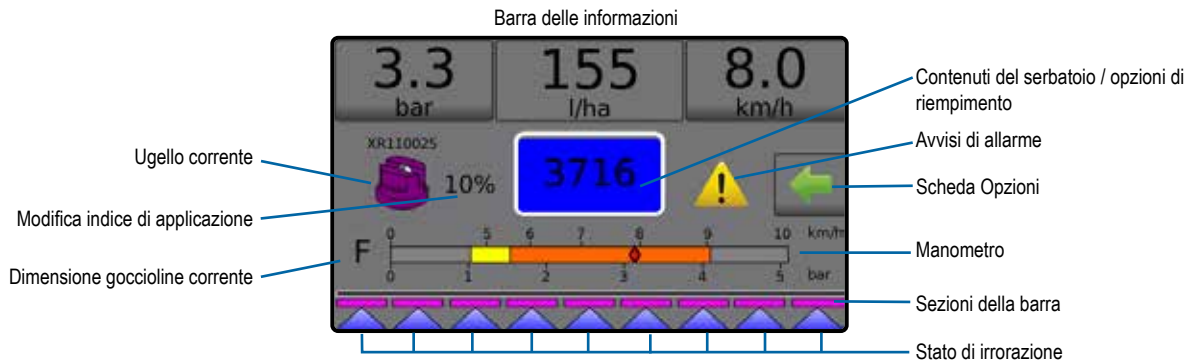 Barra delle informazioni
3.3
bar
155
l/ha
8.0
km/h
Contenuti del serbatoio / opzioni di
riempimento
Avvisi di allarme
Scheda Opzioni
Manometro
Sezioni della barra
Stato di irrorazione
Ugello corrente
Modifica indice di applicazione
Dimensione goccioline corrente
XR110025
10%
3716
F
0 5 6 7 8 9 10 km/h
0 1 2 3 4 5 bar